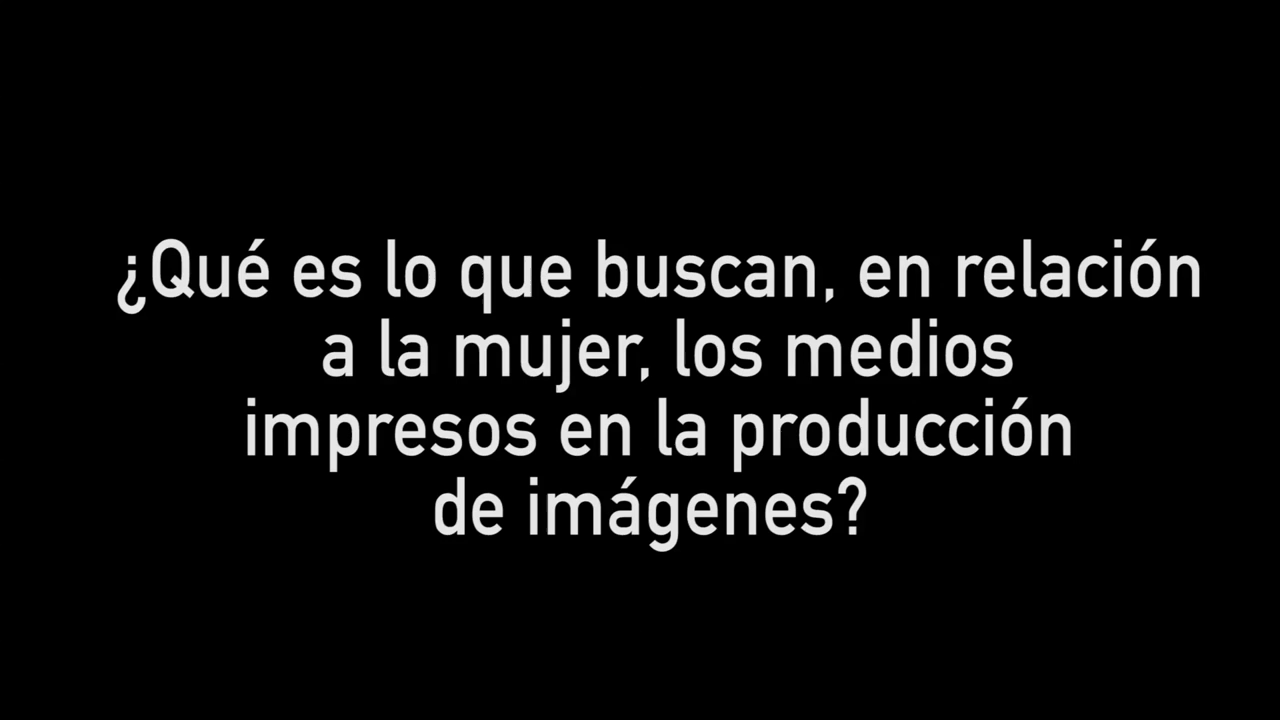 ¿Qué es lo que buscan, en relación
a la mujer, los medios
impresos en la producción
de imágenes?